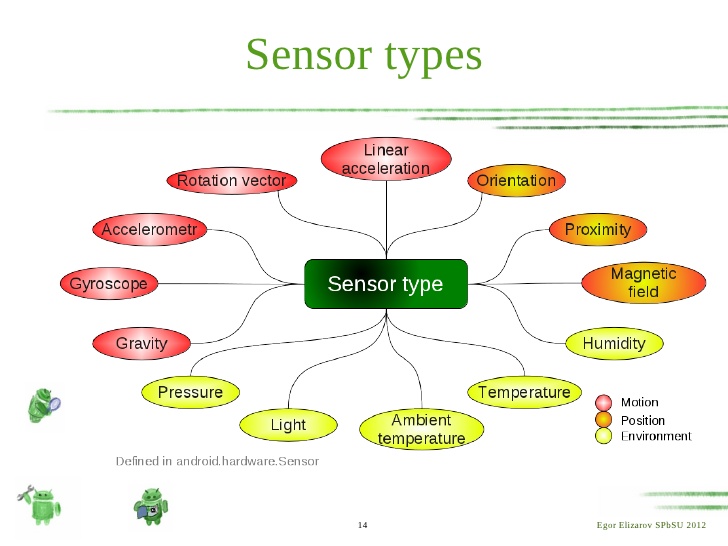 Sensor types
Linear
acceleration
Rotation vector
Orientation
Accelerometr
Proximity
Gyroscope
Sensor type
Magnetic
field
Gravity
Humidity
Pressure
Temperature
Light
Ambient
temperature
Motion
Position
Environment
Defined in android.hardware.Sensor
14
Egor Elizarov SPbSU 2012